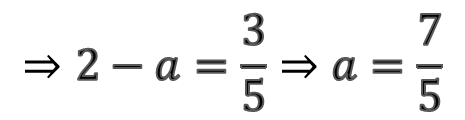 ⇒ 2 − a = 3/5 ⇒ a = 7/5